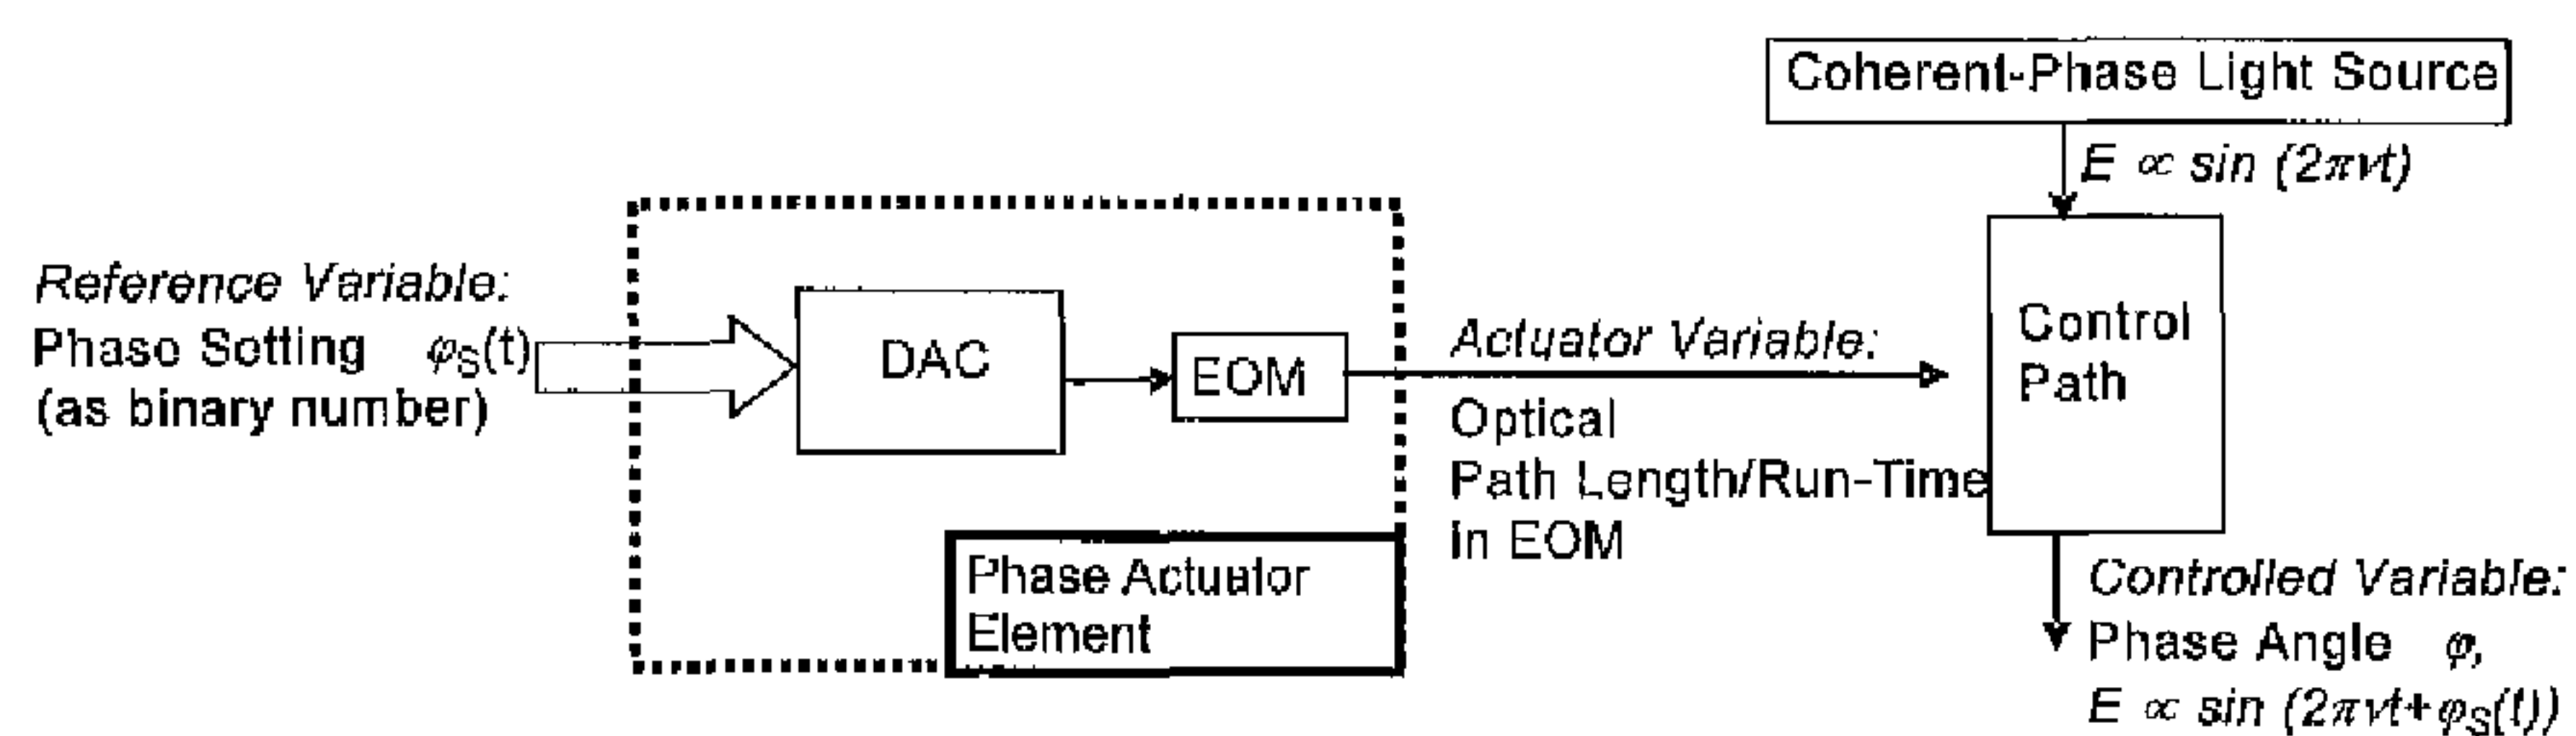 Coherent-Phase Light Source
E ∝ sin (2πνt)
Reference Variable:
Phase Setting φS(t)
(as binary number)
DAC
EOM
Actuator Variable:
Optical
Path Length/Run-Time
in EOM
Control
Path
Phase Actuator
Element
Controlled Variable:
Phase Angle φ,
E ∝ sin (2πνt+φS(t))